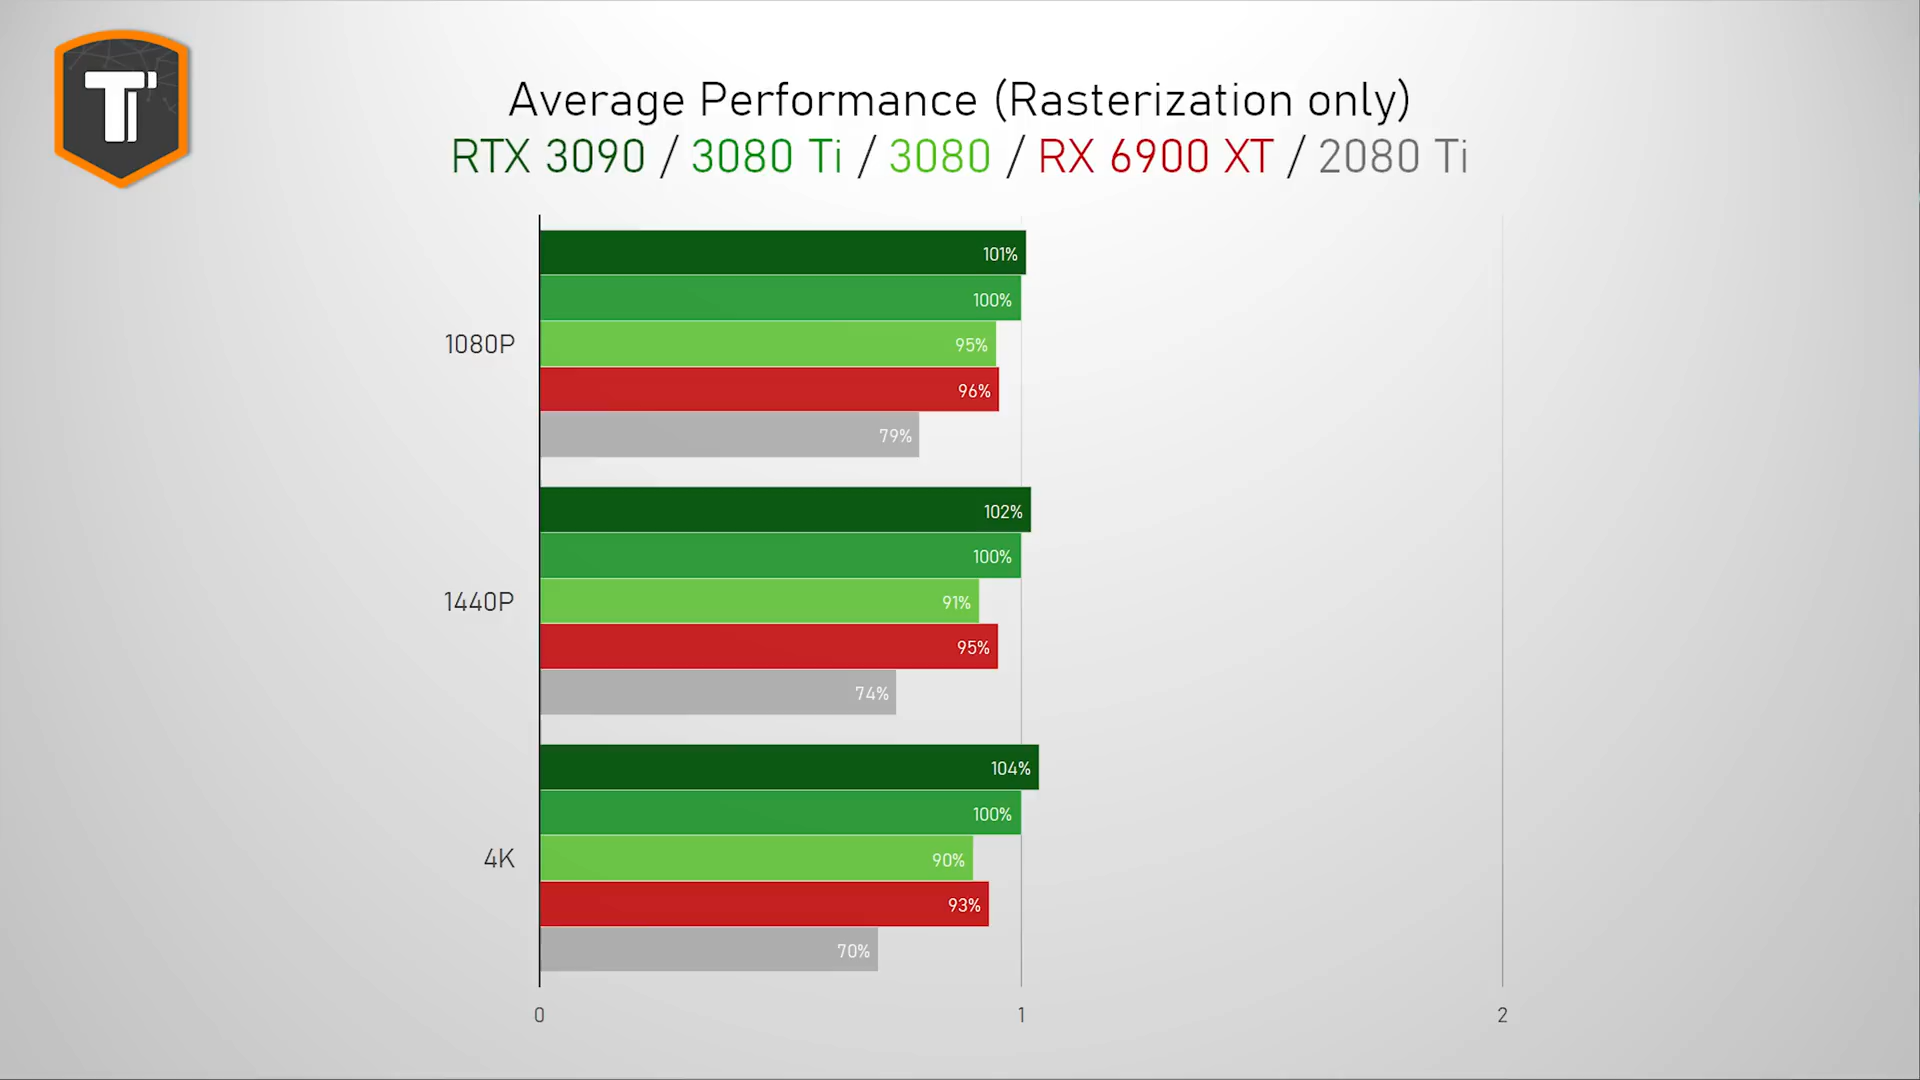 Ti
Average Performance (Rasterization only)
RTX 3090 / 3080 Ti / 3080 / RX 6900 XT / 2080 Ti
1080P
101%
100%
95%
96%
79%
1440P
102%
100%
91%
95%
74%
4K
104%
100%
90%
93%
70%
0 1 2